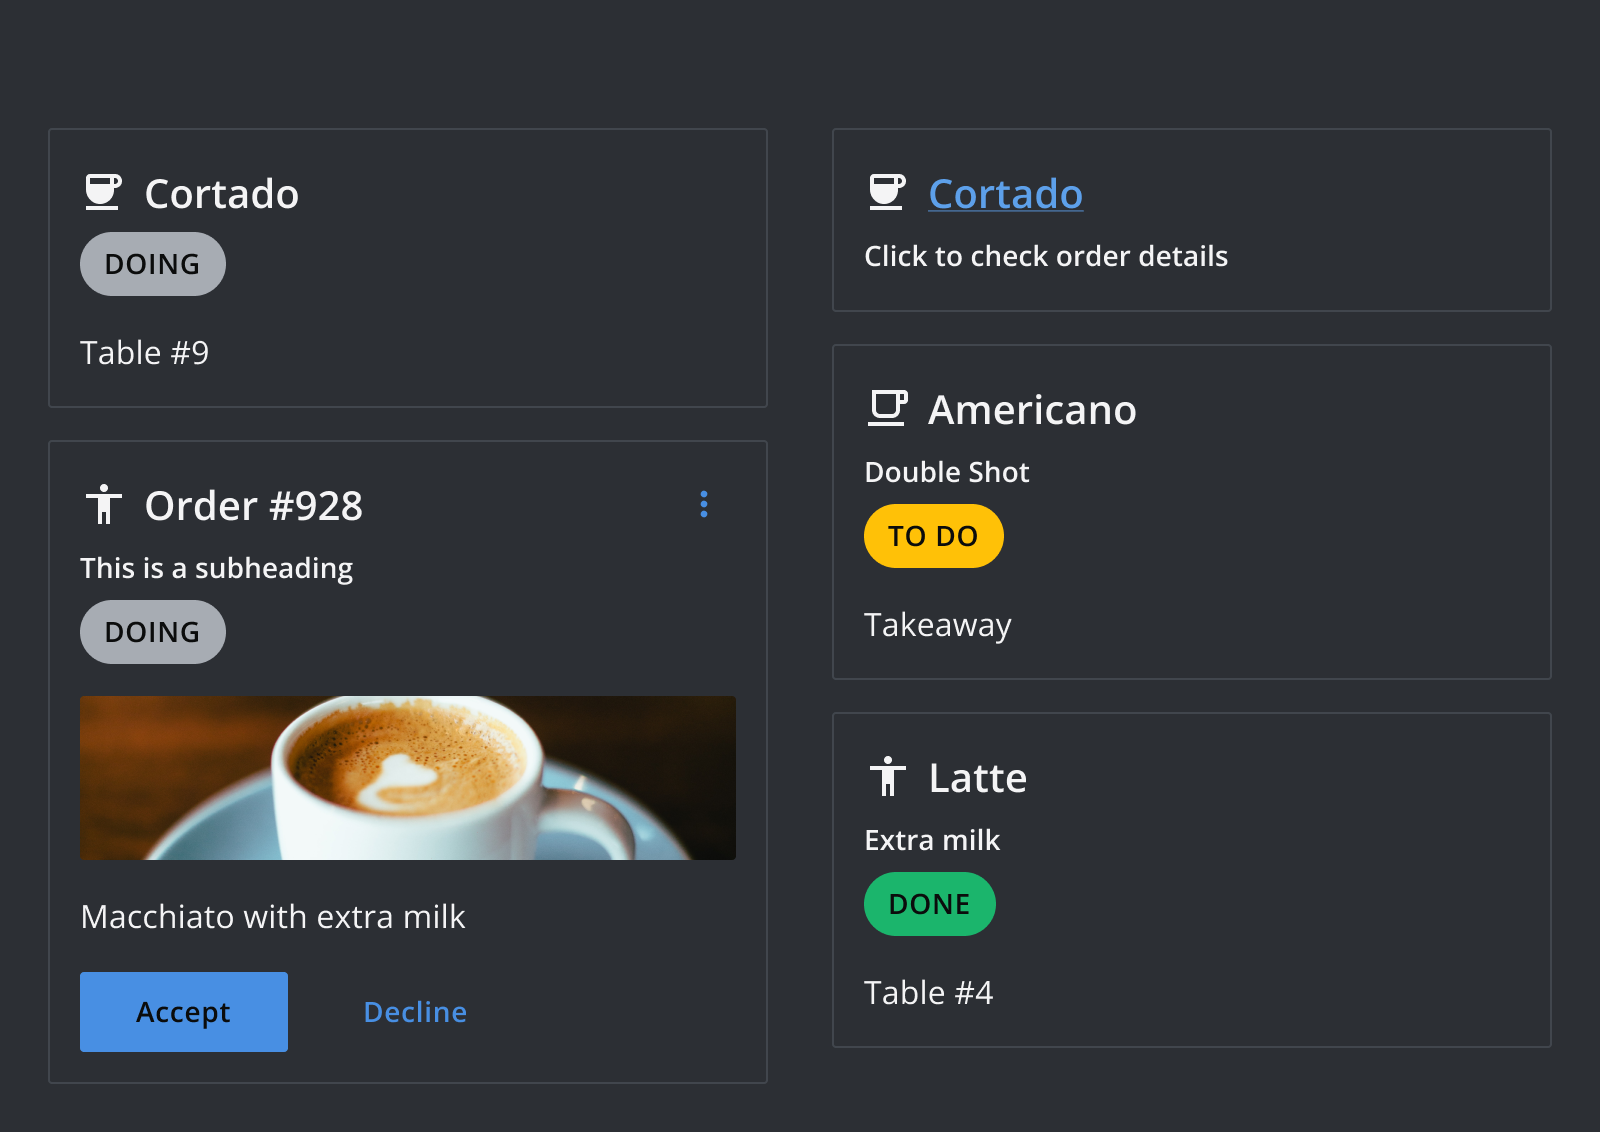 Cortado
DOING
Table #9
Order #928
This is a subheading
DOING
Macchiato with extra milk
Accept
Decline
Cortado
Click to check order details
Americano
Double Shot
TO DO
Takeaway
Latte
Extra milk
DONE
Table #4